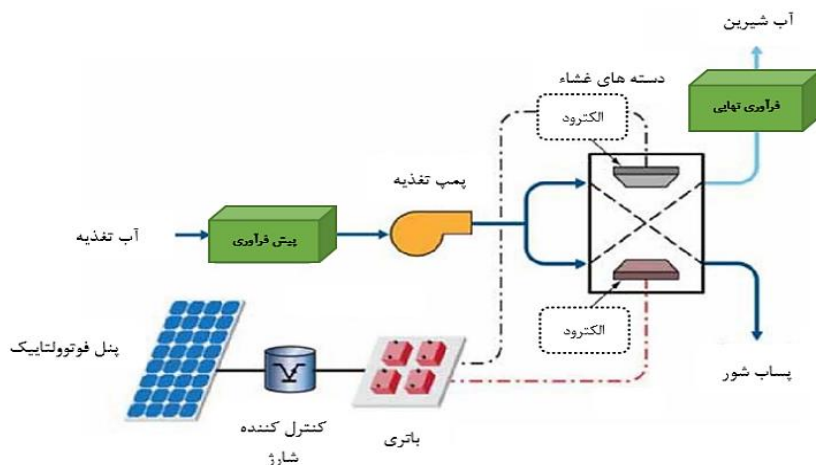 آب شیرین
فرآوری نهایی
دسته های غشاء
الکترود
پمپ تغذیه
آب تغذیه
پیش فرآوری
الکترود
پنل فوتوولتاییک
پساب شور
کنترل کننده
شارژ
باتری